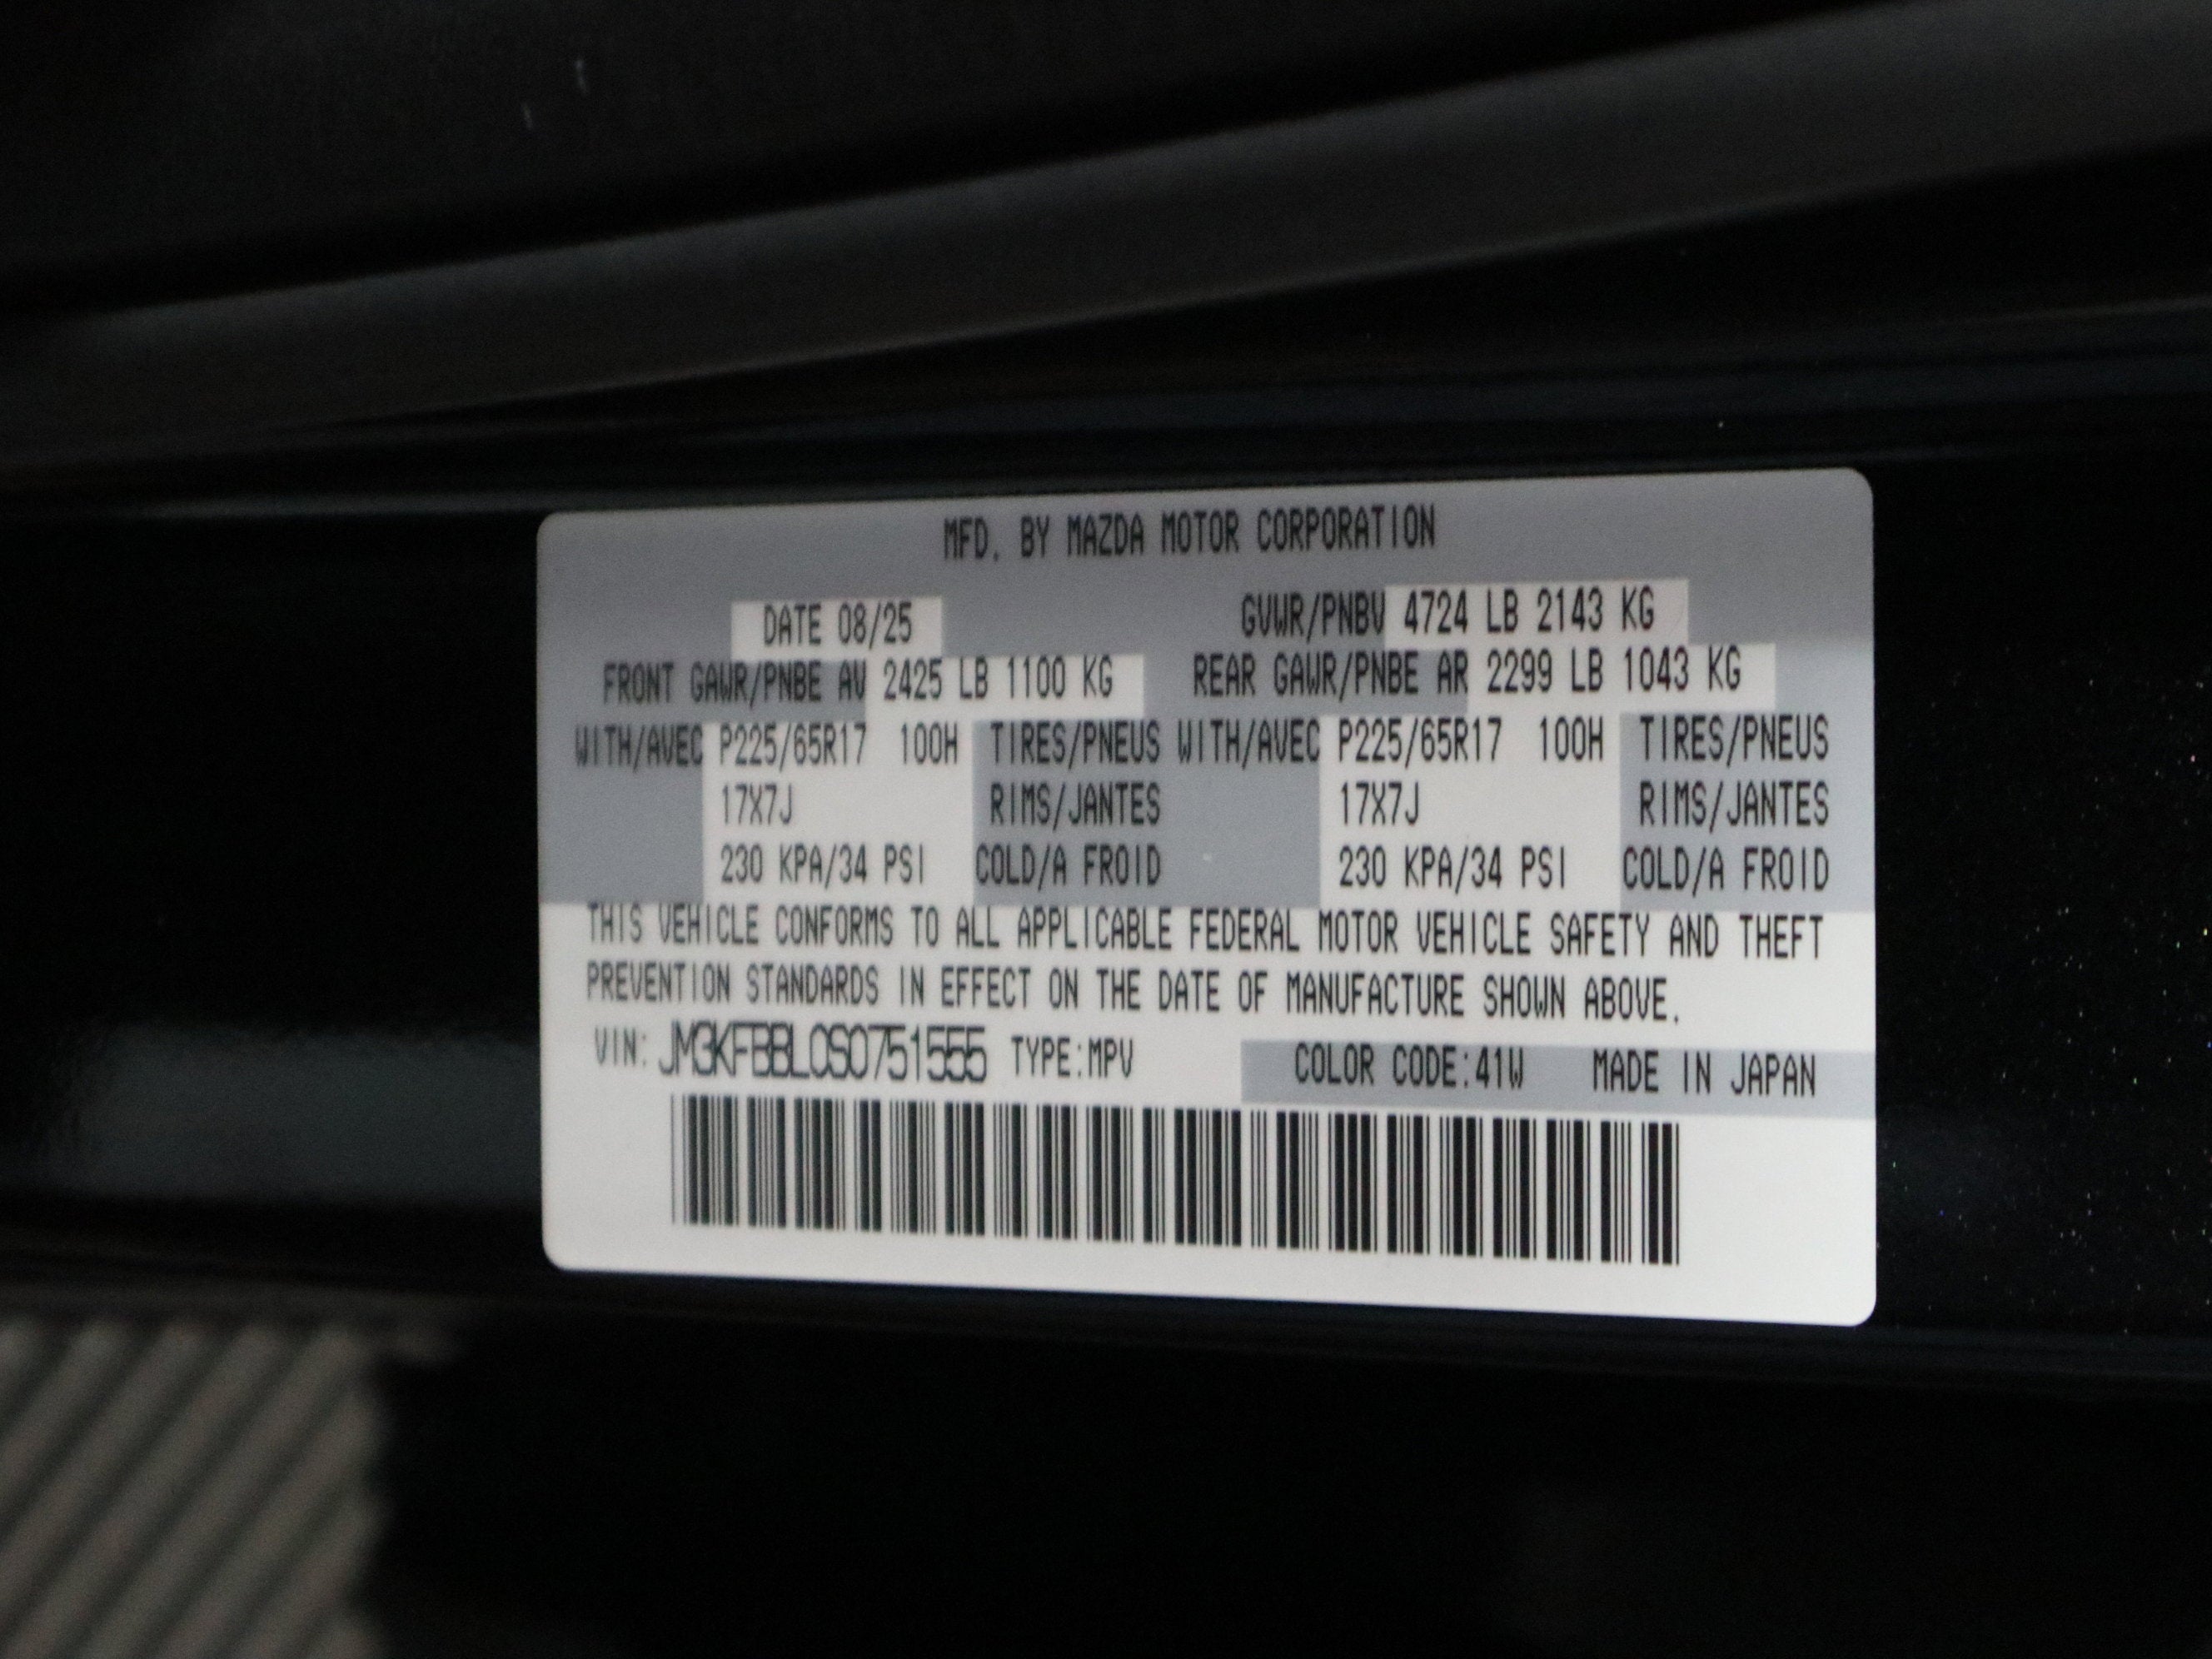 MFD. BY MAZDA MOTOR CORPORATION
DATE 08/25 GVWR/PNBV 4724 LB 2143 KG
FRONT GAWR/PNBE AV 2425 LB 1100 KG REAR GAWR/PNBE AR 2299 LB 1043 KG
WITH/AVEC P225/65R17 100H TIRES/PNEUS WITH/AVEC P225/65R17 100H TIRES/PNEUS
17X7J RIMS/JANTES 17X7J RIMS/JANTES
230 KPA/34 PSI COLD/A FROID 230 KPA/34 PSI COLD/A FROID
THIS VEHICLE CONFORMS TO ALL APPLICABLE FEDERAL MOTOR VEHICLE SAFETY AND THEFT
PREVENTION STANDARDS IN EFFECT ON THE DATE OF MANUFACTURE SHOWN ABOVE.
VIN: JM3KFBBL0S0751555 TYPE:MPV COLOR CODE:41W MADE IN JAPAN